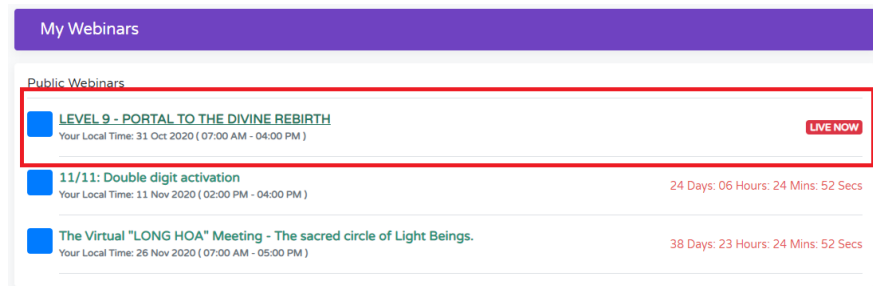 My Webinars
Public Webinars
LEVEL 9 - PORTAL TO THE DIVINE REBIRTH
Your Local Time: 31 Oct 2020 ( 07:00 AM - 04:00 PM )
LIVE NOW
11/11: Double digit activation
Your Local Time: 11 Nov 2020 ( 02:00 PM - 04:00 PM )
24 Days: 06 Hours: 24 Mins: 52 Secs
The Virtual "LONG HOA" Meeting - The sacred circle of Light Beings.
Your Local Time: 26 Nov 2020 ( 07:00 AM - 05:00 PM )
38 Days: 23 Hours: 24 Mins: 52 Secs